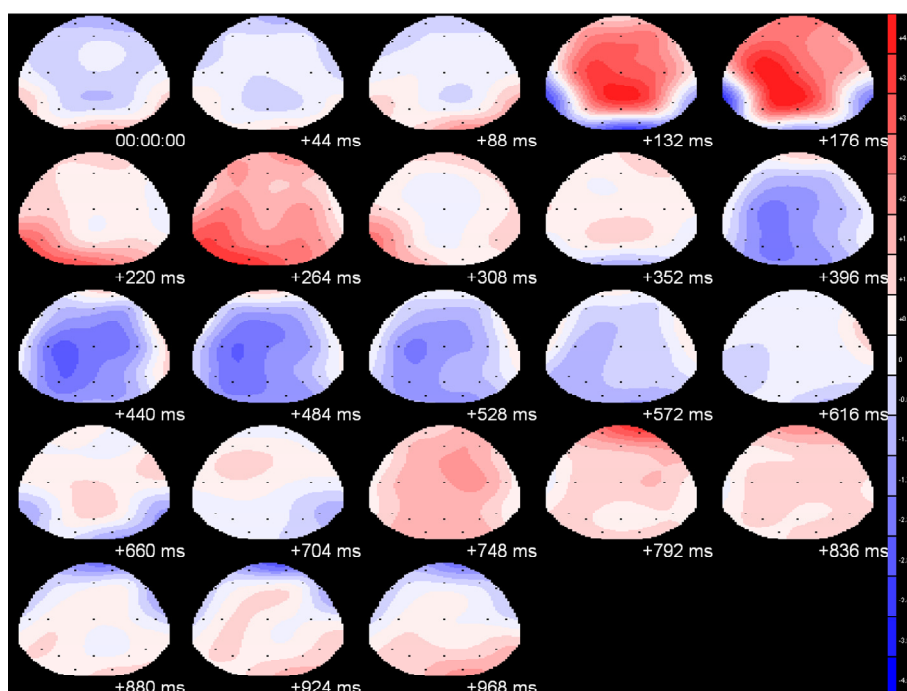 00:00:00 +44 ms +88 ms +132 ms +176 ms
+220 ms +264 ms +308 ms +352 ms +396 ms
+440 ms +484 ms +528 ms +572 ms +616 ms
+660 ms +704 ms +748 ms +792 ms +836 ms
+880 ms +924 ms +968 ms
0